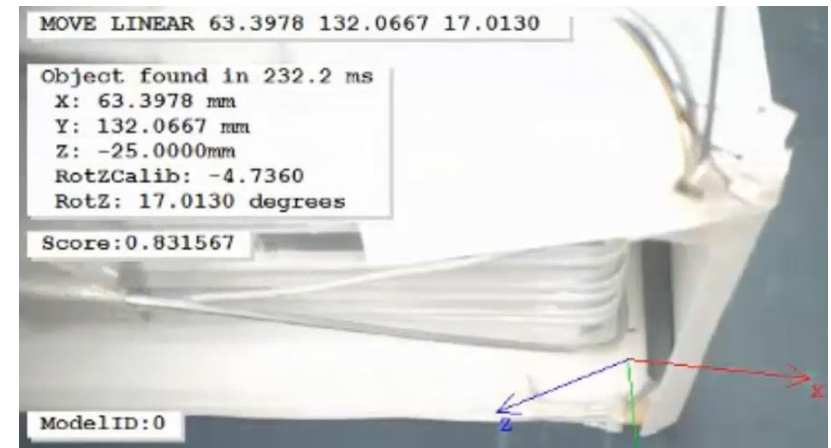 MOVE LINEAR 63.3978 132.0667 17.0130
Object found in 232.2 ms
X: 63.3978 mm
Y: 132.0667 mm
Z: -25.0000mm
RotZCalib: -4.7360
RotZ: 17.0130 degrees
Score:0.831567
X
Z
ModelID:0